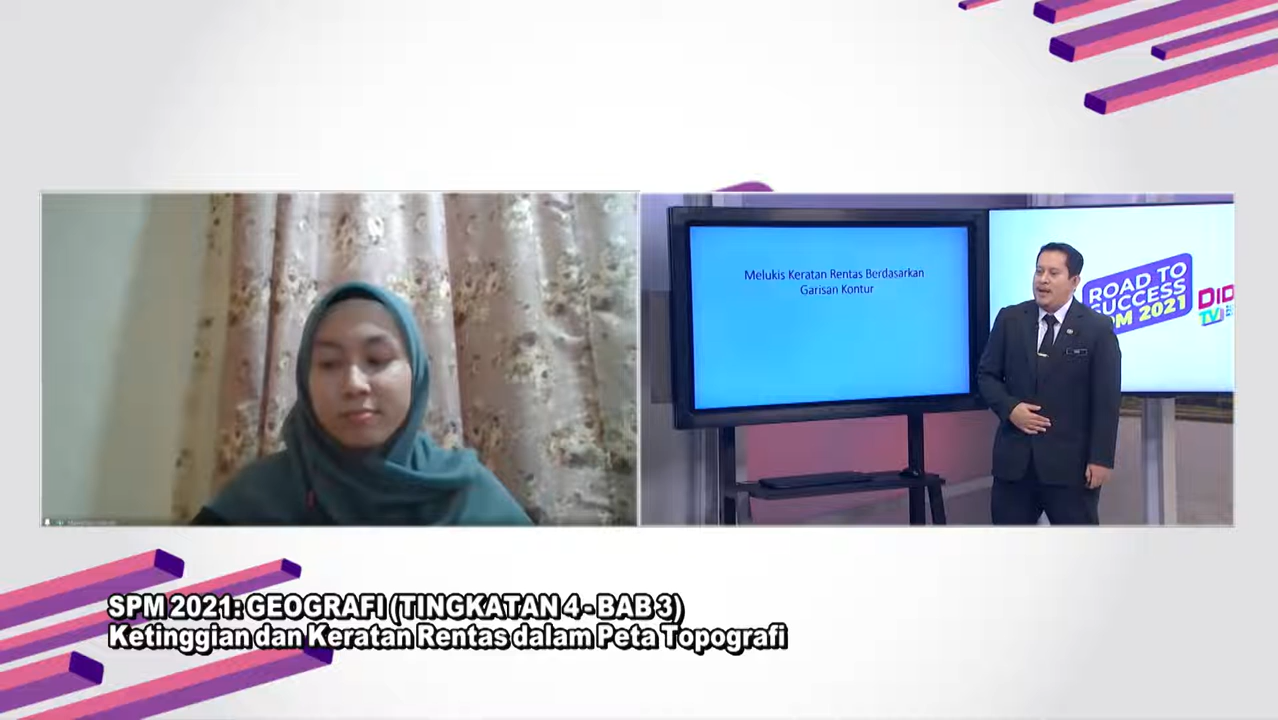 Melukis Keratan Rentas Berdasarkan
Garisan Kontur
ROAD TO
SUCCESS
2021
TV
SPM 2021: GEOGRAFI (TINGKATAN 4 - BAB 3)
Ketinggian dan Keratan Rentas dalam Peta Topografi